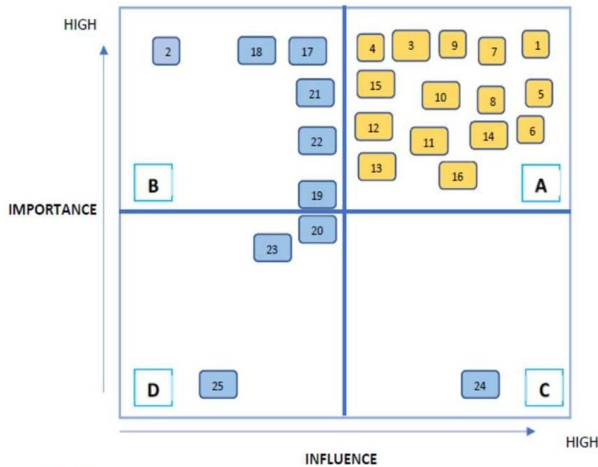 HIGH
2 18 17 4 3 9 7 1
21 15 10 8 5
22 12 11 14 6
13 16
B 19 A
IMPORTANCE
20
23
D 25 24 C
INFLUENCE
HIGH